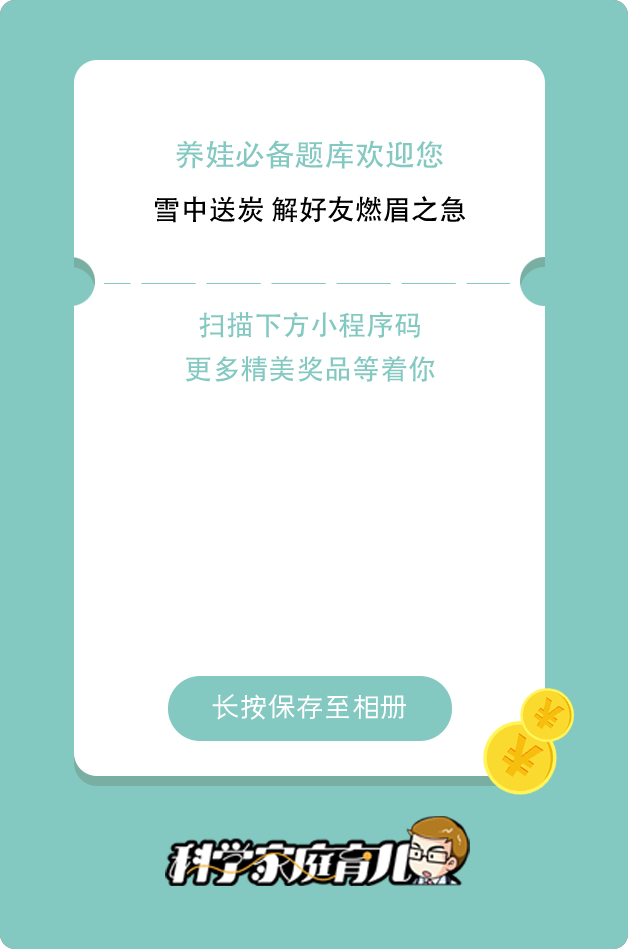 养娃必备题库欢迎您
雪中送炭 解好友燃眉之急
扫描下方小程序码
更多精美奖品等着你
长按保存至相册
科学家庭育儿